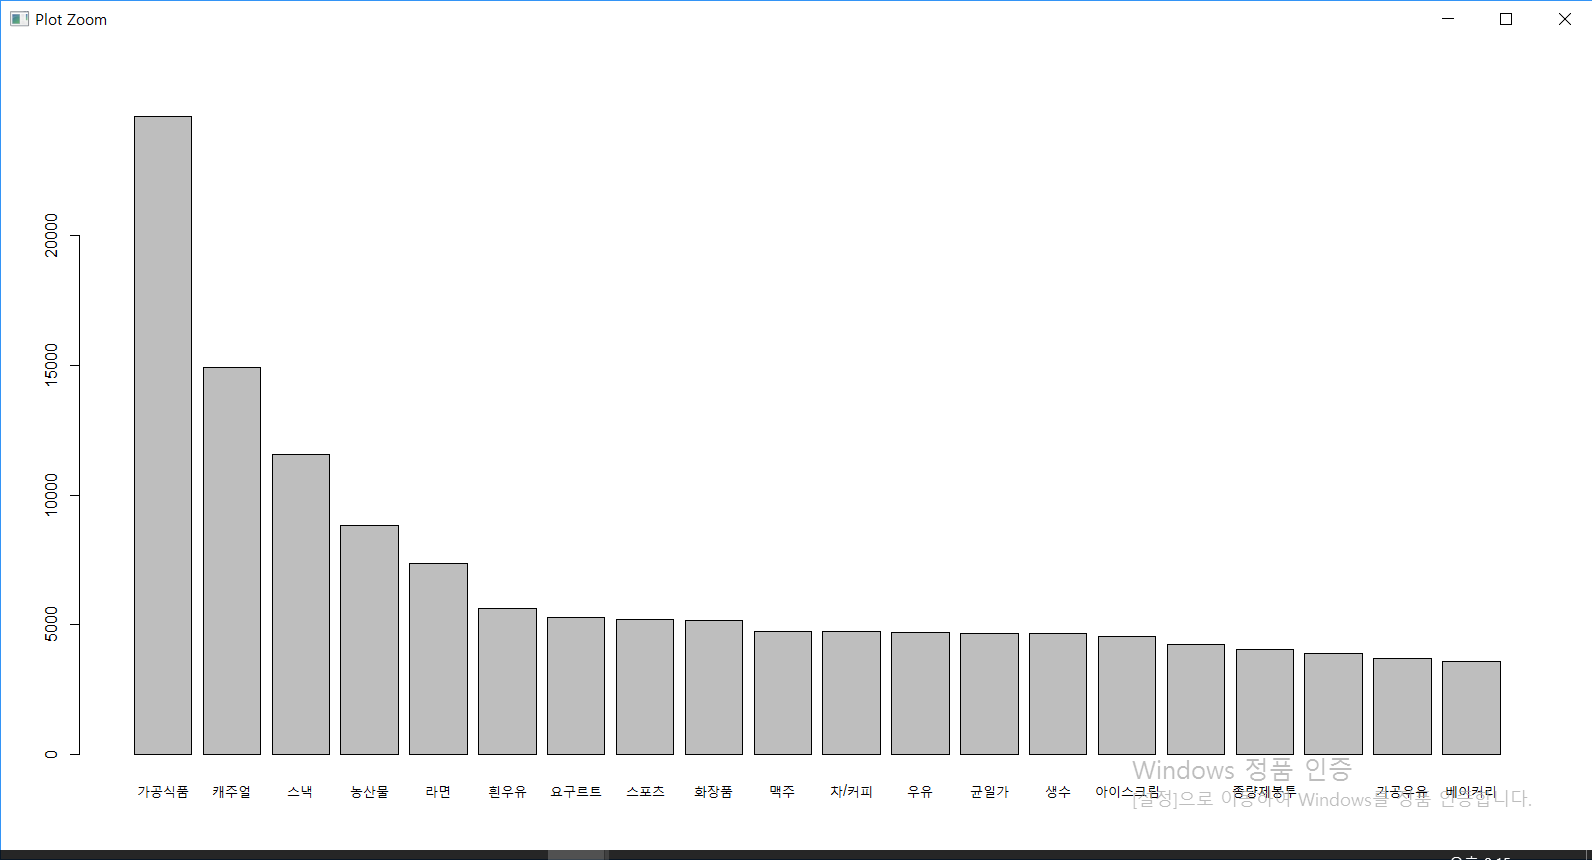 Plot Zoom
20000
15000
10000
5000
0
가공식품 캐주얼 스낵 농산물 라면 흰우유 요구르트 스포츠 화장품 맥주 차/커피 우유 균일가 생수 아이스크림 종량제봉투 가공우유 베이커리
Windows 정품 인증
[설정]으로 이동하여 Windows를 정품 인증합니다.